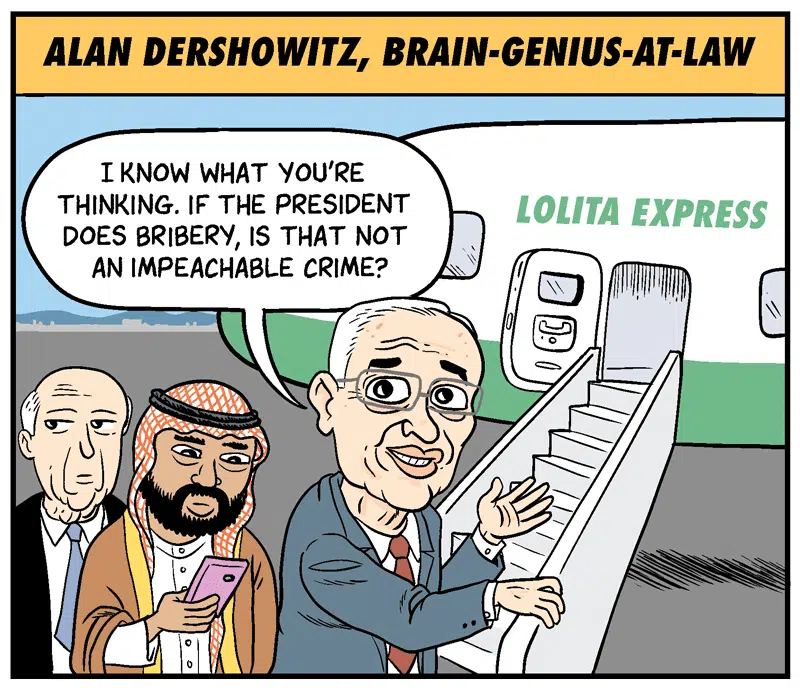 ALAN DERSHOWITZ, BRAIN-GENIUS-AT-LAW
I KNOW WHAT YOU'RE
THINKING. IF THE PRESIDENT
DOES BRIBERY, IS THAT NOT
AN IMPEACHABLE CRIME?
LOLITA EXPRESS